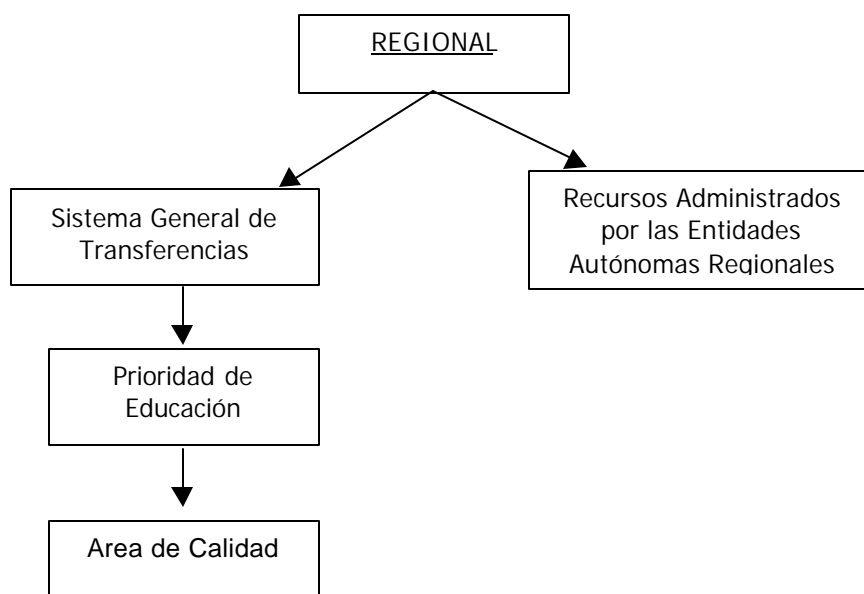 REGIONAL
Sistema General de
Transferencias
Recursos Administrados
por las Entidades
Autónomas Regionales
Prioridad de
Educación
Area de Calidad